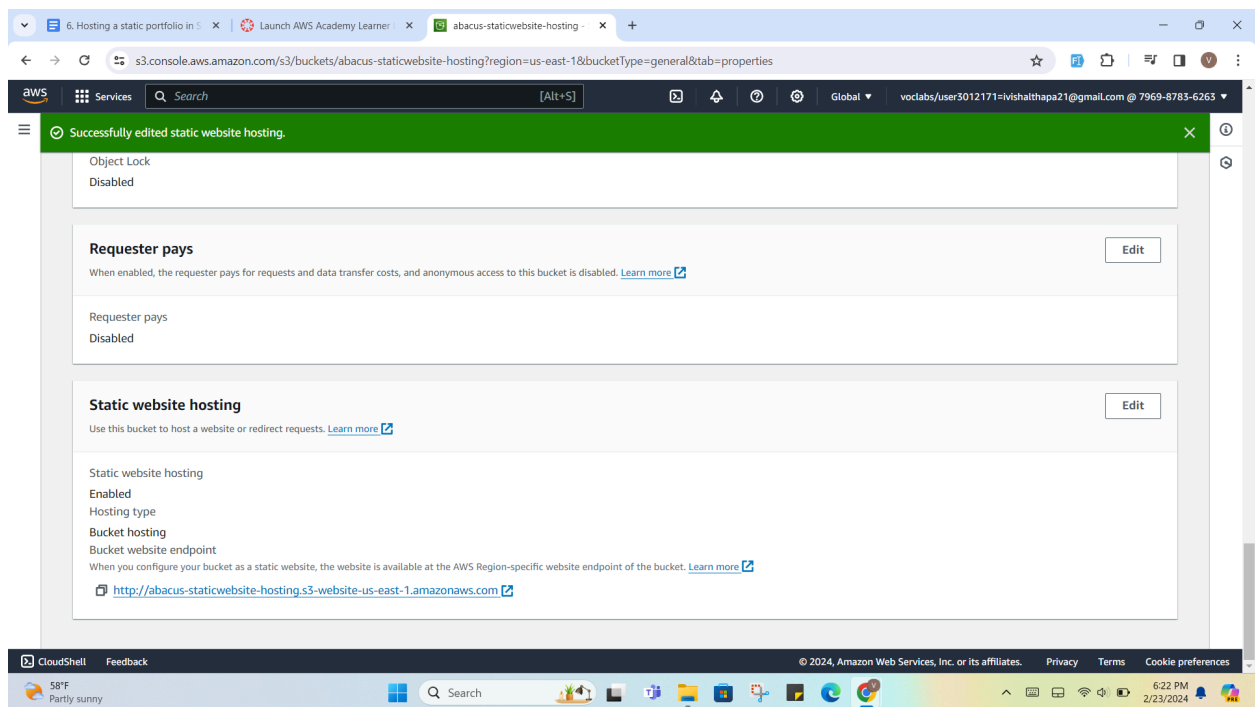 6. Hosting a static portfolio in S
Launch AWS Academy Learner
abacus-staticwebsite-hosting -
s3.console.aws.amazon.com/s3/buckets/abacus-staticwebsite-hosting?region=us-east-1&bucketType=general&tab=properties
V
aws
Services
Search
[Alt+S]
Global
voclabs/user3012171=ivishalthapa21@gmail.com @ 7969-8783-6263
Successfully edited static website hosting.
Object Lock
Disabled
Requester pays
Edit
When enabled, the requester pays for requests and data transfer costs, and anonymous access to this bucket is disabled. Learn more
Requester pays
Disabled
Static website hosting
Edit
Use this bucket to host a website or redirect requests. Learn more
Static website hosting
Enabled
Hosting type
Bucket hosting
Bucket website endpoint
When you configure your bucket as a static website, the website is available at the AWS Region-specific website endpoint of the bucket. Learn more
http://abacus-staticwebsite-hosting.s3-website-us-east-1.amazonaws.com
CloudShell
Feedback
© 2024, Amazon Web Services, Inc. or its affiliates.
Privacy
Terms
Cookie preferences
58°F
Partly sunny
Search
6:22 PM
2/23/2024